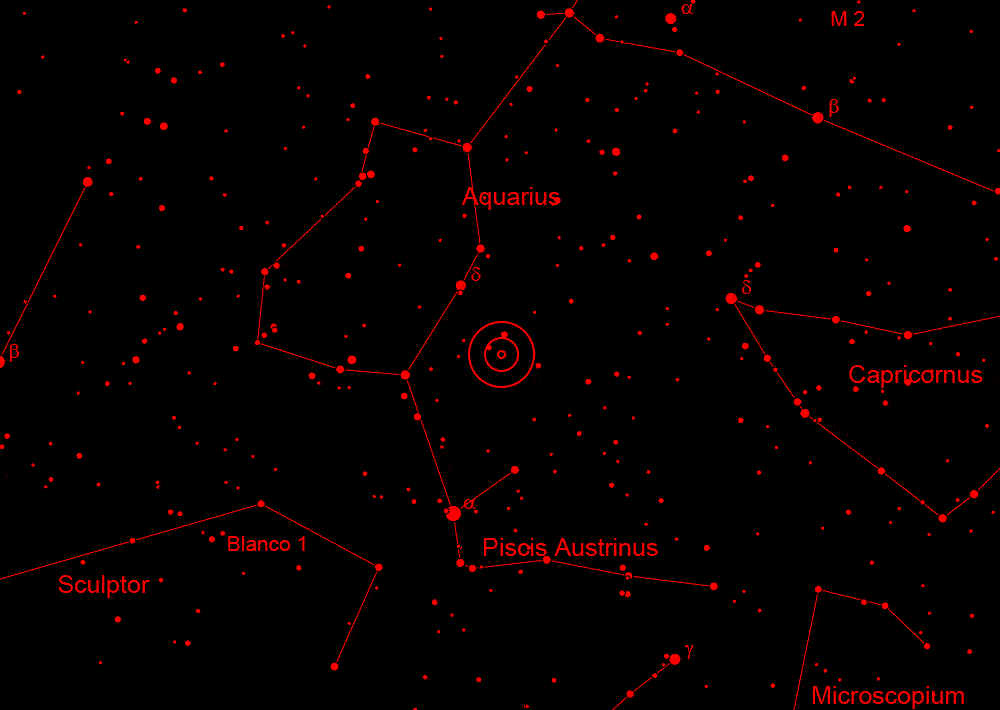 α
M 2
β
Aquarius
δ
δ
β
Capricornus
α
Blanco 1
Piscis Austrinus
Sculptor
γ
γ
Microscopium